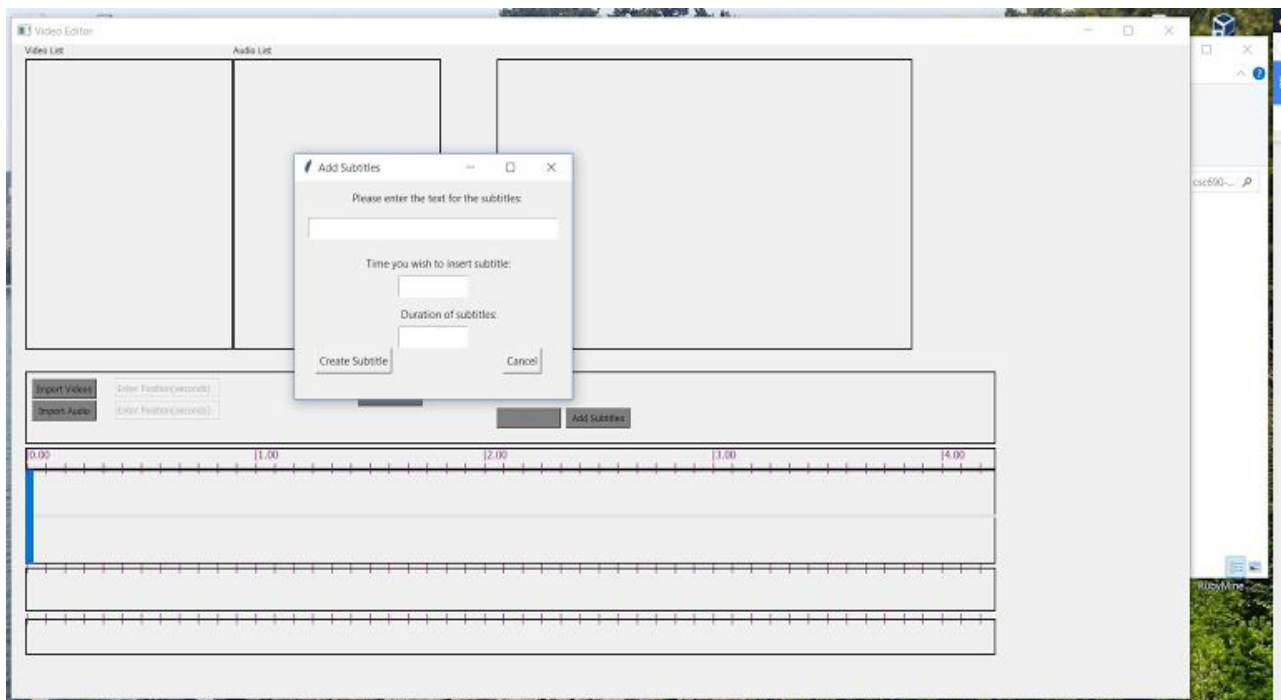 Video Editor
Video List
Audio List
Add Subtitles
Please enter the text for the subtitles:
Time you wish to insert subtitle:
Duration of subtitles:
Create Subtitle
Cancel
Import Videos
Enter Position(seconds)
Import Audio
Enter Position(seconds)
Add Subtitles
0.00
1.00
2.00
3.00
4.00
csc690-...
RubyMine